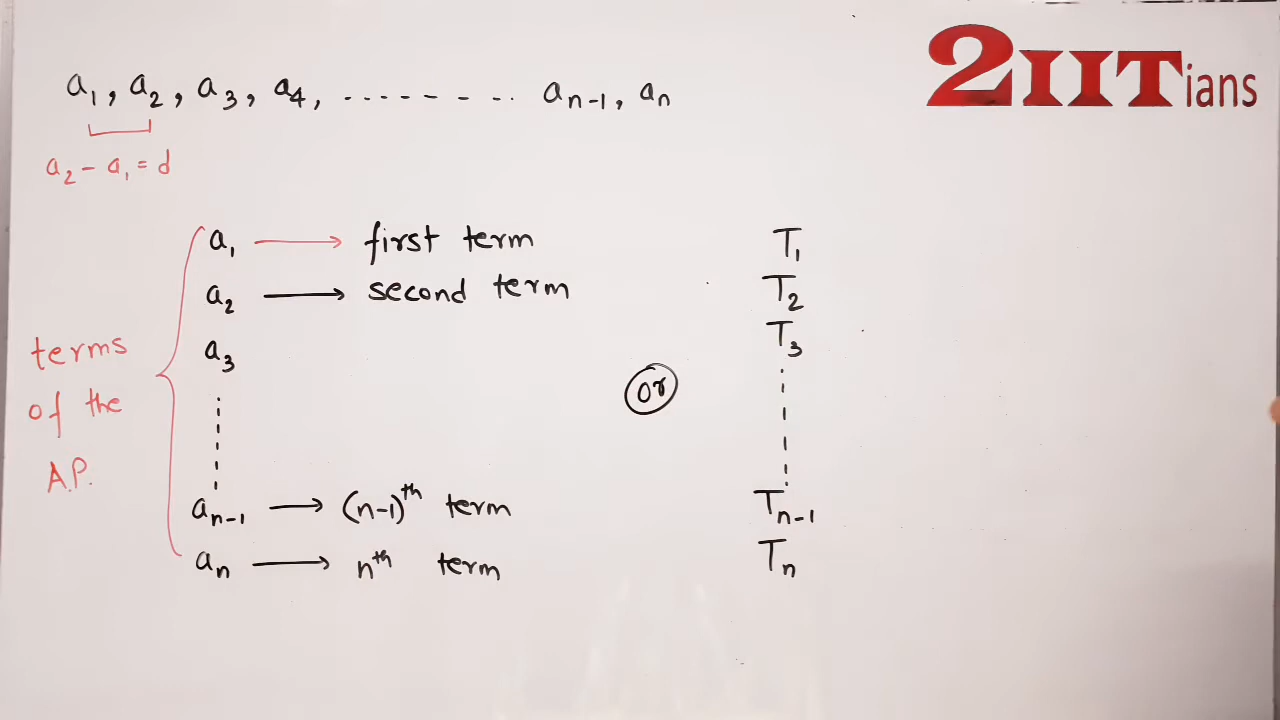 a₁, a₂, a₃, a₄, ......... aₙ₋₁, aₙ
2IITians
a₂ - a₁ = d
a₁ → first term T₁
a₂ → second term T₂
a₃ T₃
terms
of the
A.P.
Or
aₙ₋₁ → (n-1)ᵗʰ term Tₙ₋₁
aₙ → nᵗʰ term Tₙ